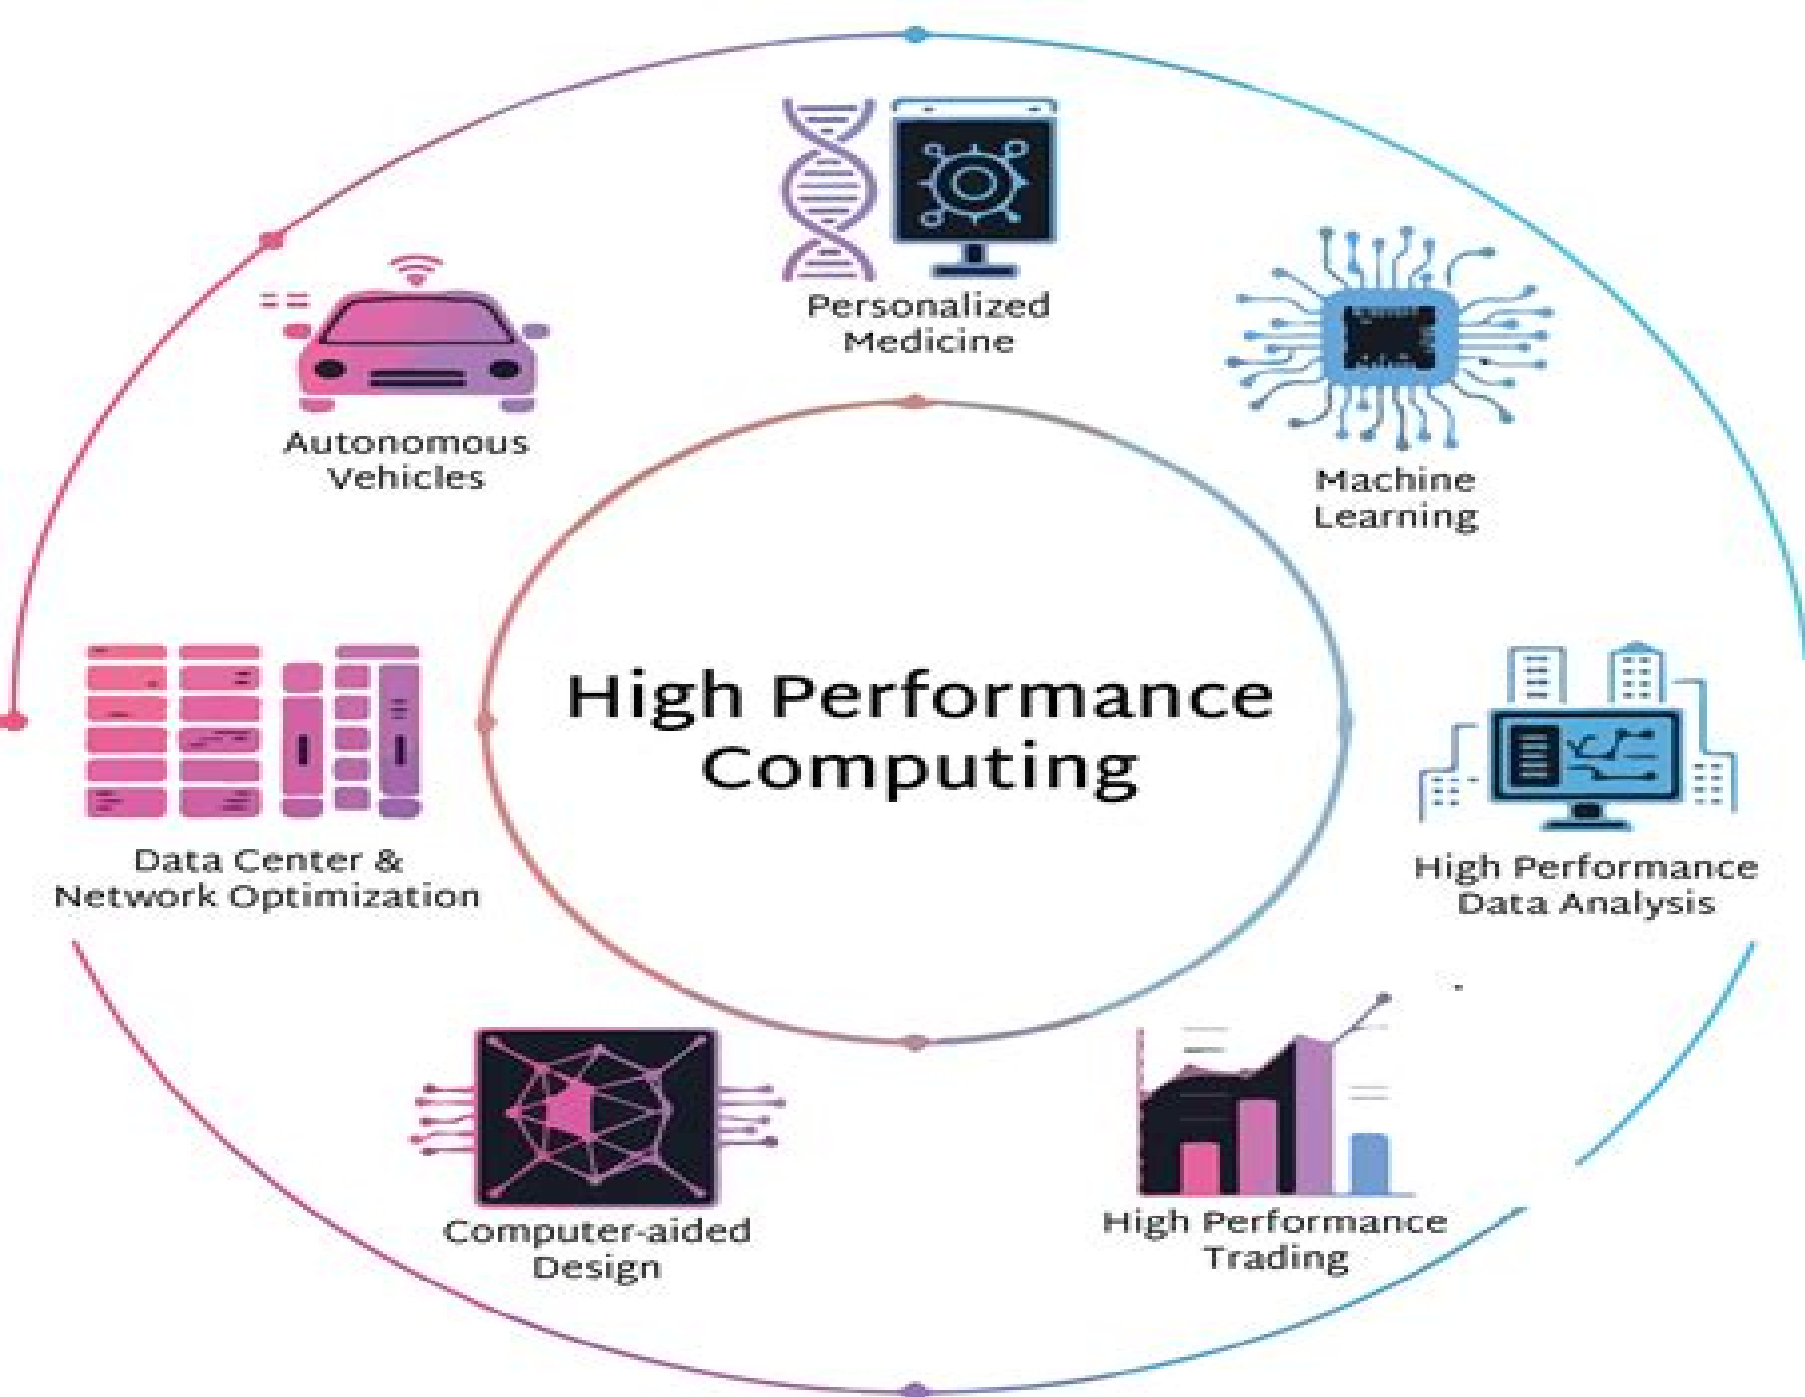 Personalized
Medicine
Autonomous
Vehicles
Machine
Learning
High Performance
Computing
Data Center &
Network Optimization
High Performance
Data Analysis
Computer-aided
Design
High Performance
Trading